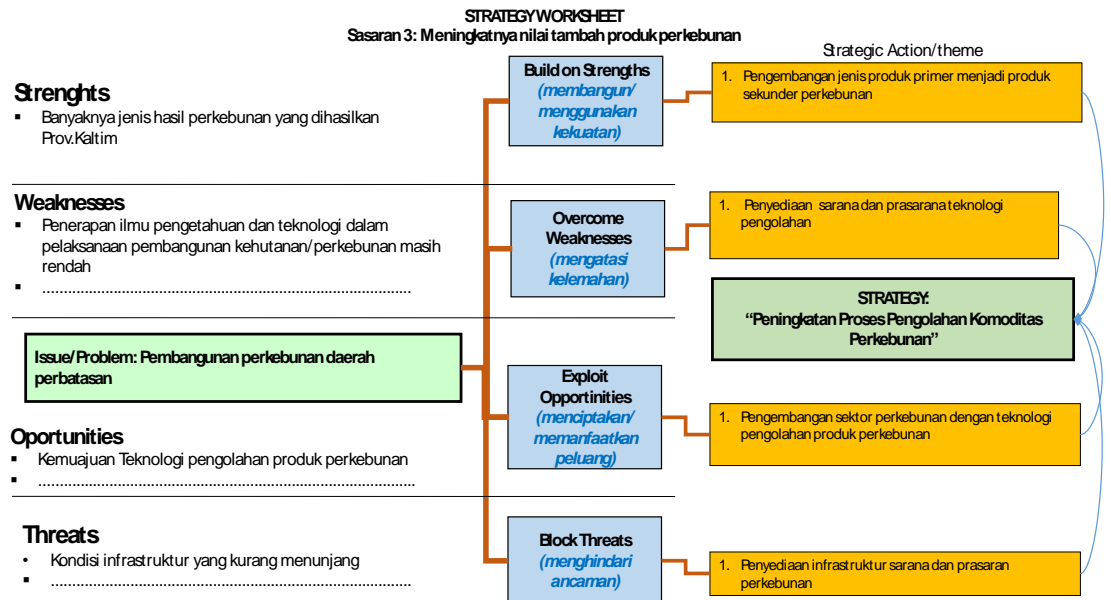 STRATEGY WORKSHEET
Sasaran 3: Meningkatnya nilai tambah produk perkebunan
Strategic Action/theme
Strenghts
▪ Banyaknya jenis hasil perkebunan yang dihasilkan
Prov.Kaltim
Build on Strengths
(membangun/
menggunakan
kekuatan)
1. Pengembangan jenis produk primer menjadi produk
sekunder perkebunan
Weaknesses
▪ Penerapan ilmu pengetahuan dan teknologi dalam
pelaksanaan pembangunan kehutanan/perkebunan masih
rendah
▪ ....................................................................................
Overcome
Weaknesses
(mengatasi
kelemahan)
1. Penyediaan sarana dan prasarana teknologi
pengolahan
STRATEGY:
“Peningkatan Proses Pengolahan Komoditas
Perkebunan”
Issue/Problem: Pembangunan perkebunan daerah
perbatasan
Oportunities
▪ Kemuajuan Teknologi pengolahan produk perkebunan
▪ ......................................................................................
Exploit
Opportinities
(menciptakan/
memanfaatkan
peluang)
1. Pengembangan sektor perkebunan dengan teknologi
pengolahan produk perkebunan
Threats
• Kondisi infrastruktur yang kurang menunjang
▪ ..................................................................................
Block Threats
(menghindari
ancaman)
1. Penyediaan infrastruktur sarana dan prasaran
perkebunan